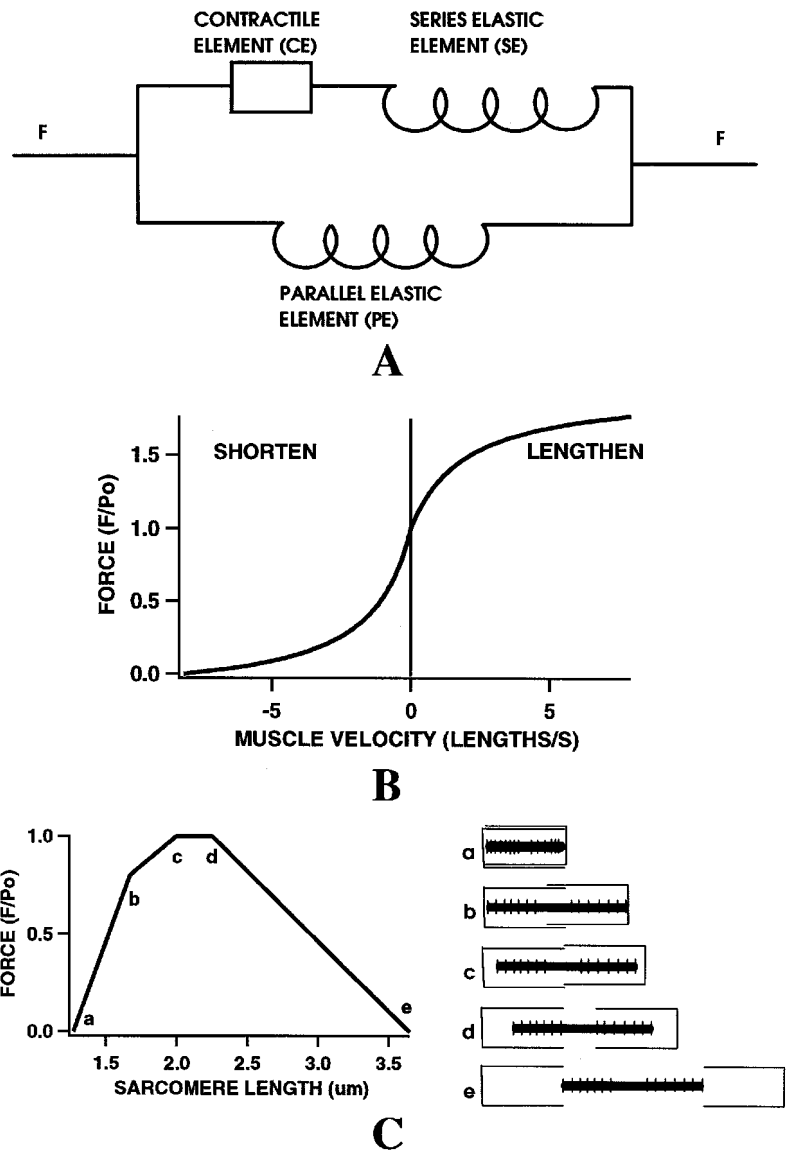 CONTRACTILE
ELEMENT (CE)
SERIES ELASTIC
ELEMENT (SE)
F
F
PARALLEL ELASTIC
ELEMENT (PE)
A
SHORTEN
LENGTHEN
FORCE (F/Po)
1.5
1.0
0.5
0.0
-5
0
5
MUSCLE VELOCITY (LENGTHS/S)
B
FORCE (F/Po)
1.0
0.5
0.0
a
b
c
d
e
1.5
2.0
2.5
3.0
3.5
SARCOMERE LENGTH (um)
a
b
c
d
e
C